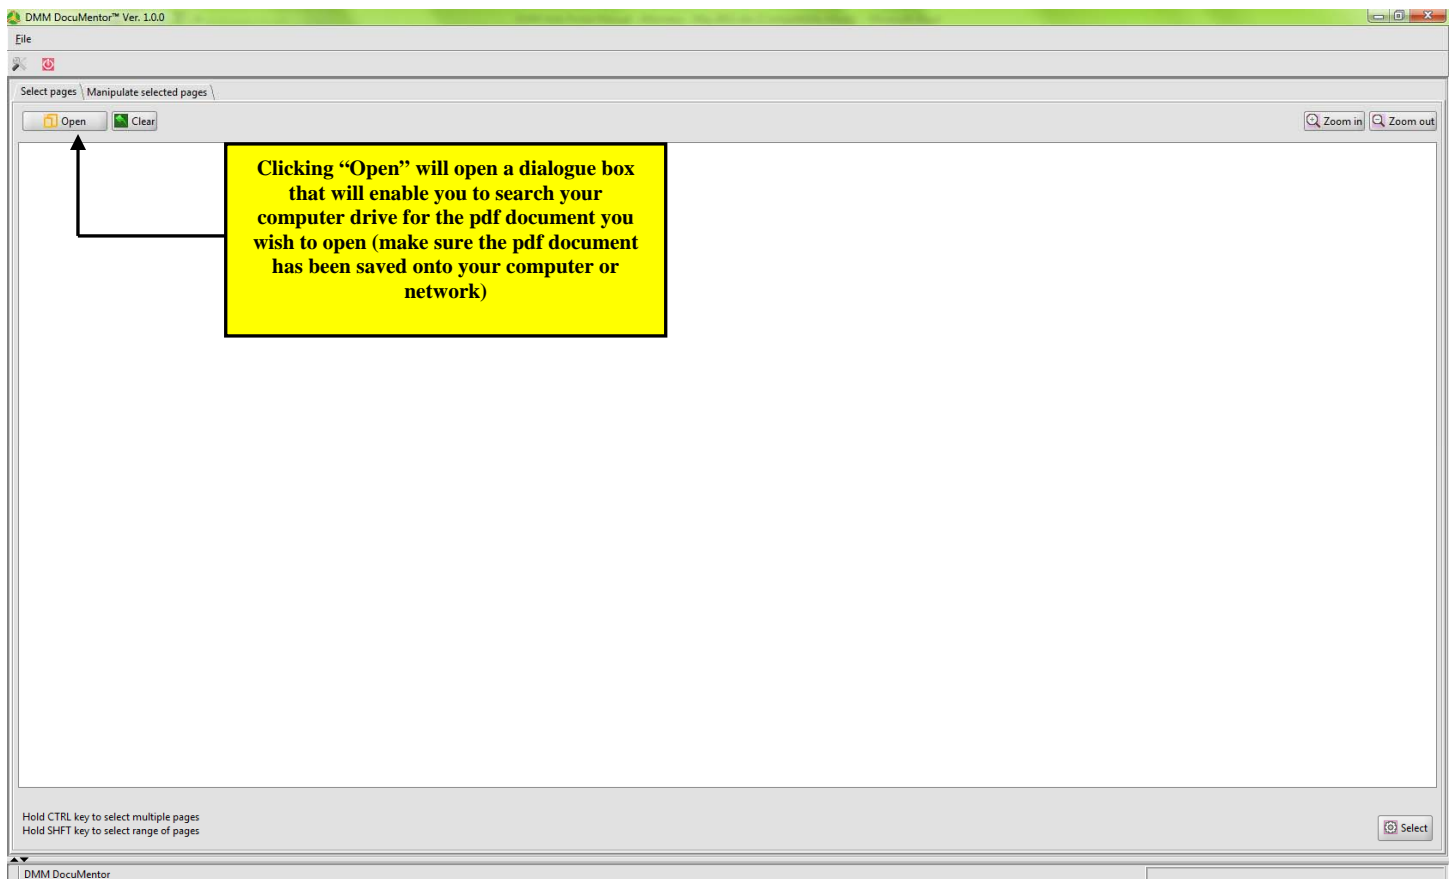 DMM DocuMentor™ Ver. 1.0.0
File
Select pages Manipulate selected pages
Open Clear Zoom in Zoom out
Clicking “Open” will open a dialogue box
that will enable you to search your
computer drive for the pdf document you
wish to open (make sure the pdf document
has been saved onto your computer or
network)
Hold CTRL key to select multiple pages
Hold SHFT key to select range of pages
Select
DMM DocuMentor